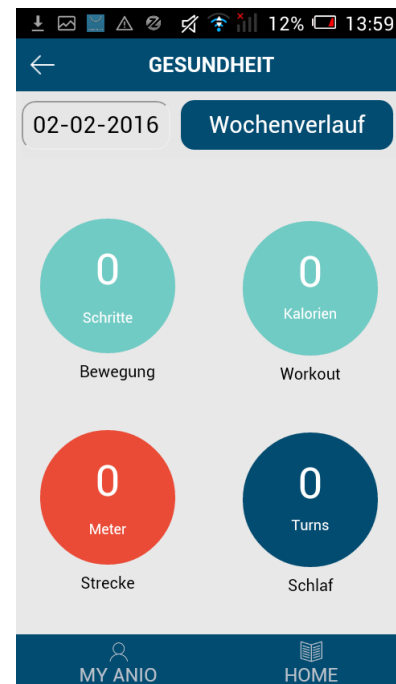 12% 13:59
GESUNDHEIT
02-02-2016 Wochenverlauf
0 0
Schritte Kalorien
Bewegung Workout
0 0
Meter Turns
Strecke Schlaf
MY ANIO HOME